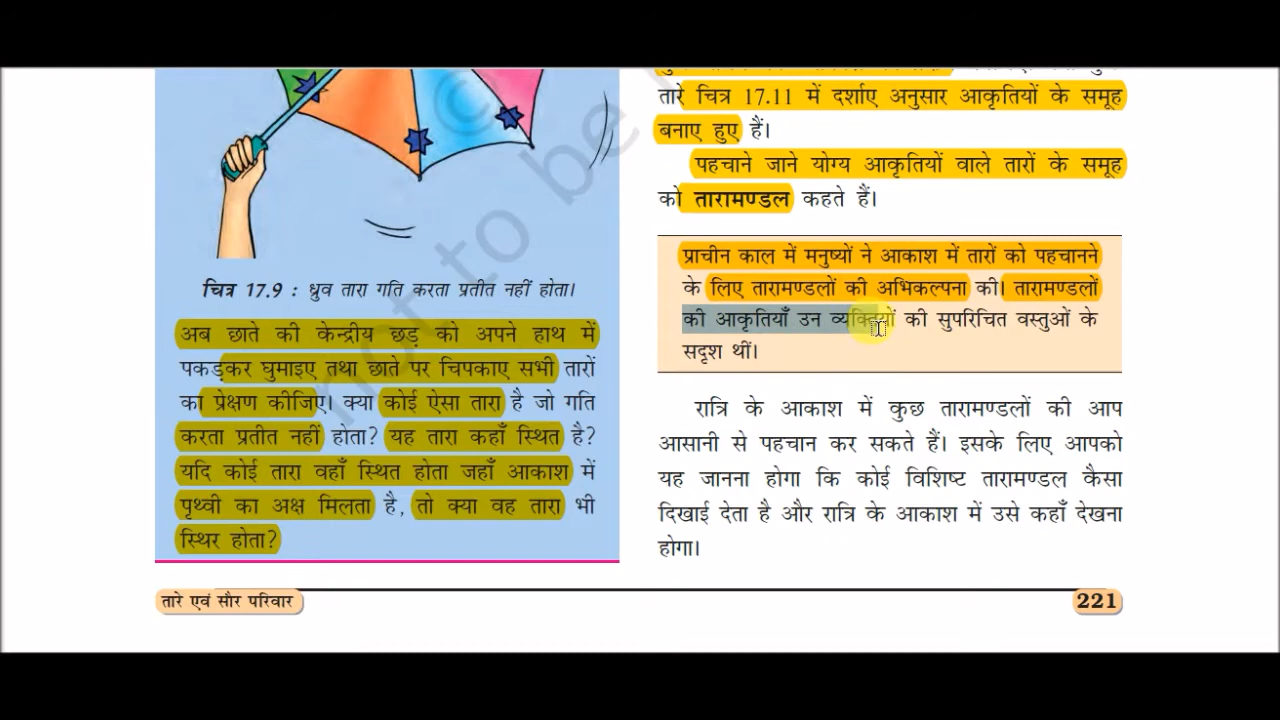 चित्र 17.9 : ध्रुव तारा गति करता प्रतीत नहीं होता।
अब छाते की केन्द्रीय छड़ को अपने हाथ में
पकड़कर घुमाइए तथा छाते पर चिपकाए सभी तारों
का प्रेक्षण कीजिए। क्या कोई ऐसा तारा है जो गति
करता प्रतीत नहीं होता? यह तारा कहाँ स्थित है?
यदि कोई तारा वहाँ स्थित होता जहाँ आकाश में
पृथ्वी का अक्ष मिलता है, तो क्या वह तारा भी
स्थिर होता?
तारे चित्र 17.11 में दर्शाए अनुसार आकृतियों के समूह
बनाए हुए हैं।
पहचाने जाने योग्य आकृतियों वाले तारों के समूह
को तारामण्डल कहते हैं।
प्राचीन काल में मनुष्यों ने आकाश में तारों को पहचानने
के लिए तारामण्डलों की अभिकल्पना की। तारामण्डलों
की आकृतियाँ उन व्यक्तियों की सुपरिचित वस्तुओं के
सदृश थीं।
रात्रि के आकाश में कुछ तारामण्डलों की आप
आसानी से पहचान कर सकते हैं। इसके लिए आपको
यह जानना होगा कि कोई विशिष्ट तारामण्डल कैसा
दिखाई देता है और रात्रि के आकाश में उसे कहाँ देखना
होगा।
तारे एवं सौर परिवार
221
not to be
©